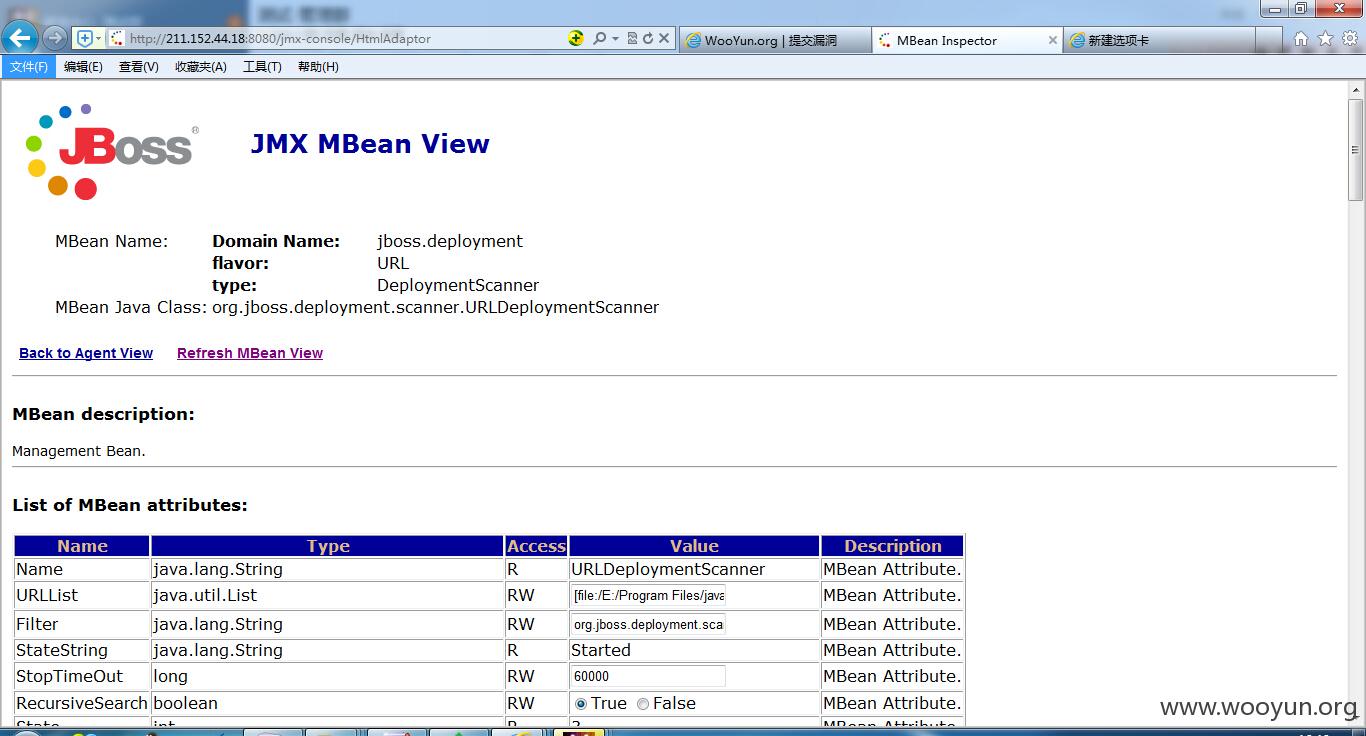 http://211.152.44.18:8080/jmx-console/HtmlAdaptor
WooYun.org | 提交漏洞
MBean Inspector
新建选项卡
文件(F) 编辑(E) 查看(V) 收藏夹(A) 工具(T) 帮助(H)
JBoss®
JMX MBean View
MBean Name: Domain Name: jboss.deployment
flavor: URL
type: DeploymentScanner
MBean Java Class: org.jboss.deployment.scanner.URLDeploymentScanner
Back to Agent View Refresh MBean View
MBean description:
Management Bean.
List of MBean attributes:
Name Type Access Value Description
Name java.lang.String R URLDeploymentScanner MBean Attribute.
URLList java.util.List RW [file:/E:/Program Files/java MBean Attribute.
Filter java.lang.String RW org.jboss.deployment.sca MBean Attribute.
StateString java.lang.String R Started MBean Attribute.
StopTimeOut long RW 60000 MBean Attribute.
RecursiveSearch boolean RW True False MBean Attribute.
State int R 3 MBean Attribute.
www.wooyun.org